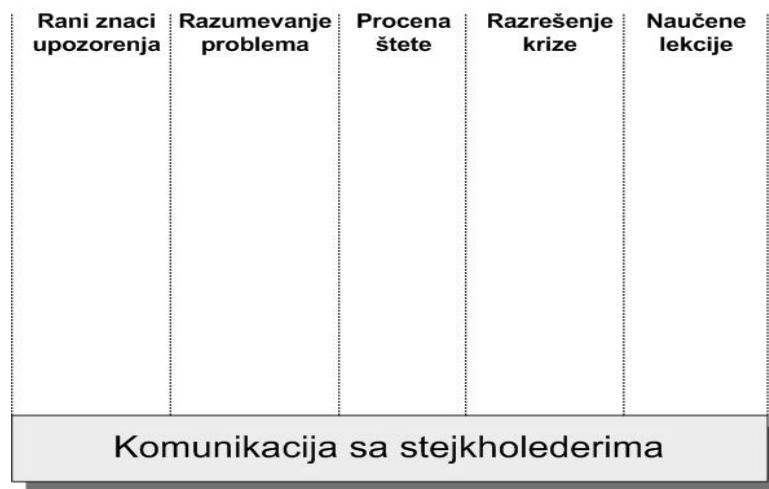 Rani znaci
upozorenja
Razumevanje
problema
Procena
štete
Razrešenje
krize
Naučene
lekcije
Komunikacija sa stejkholederima